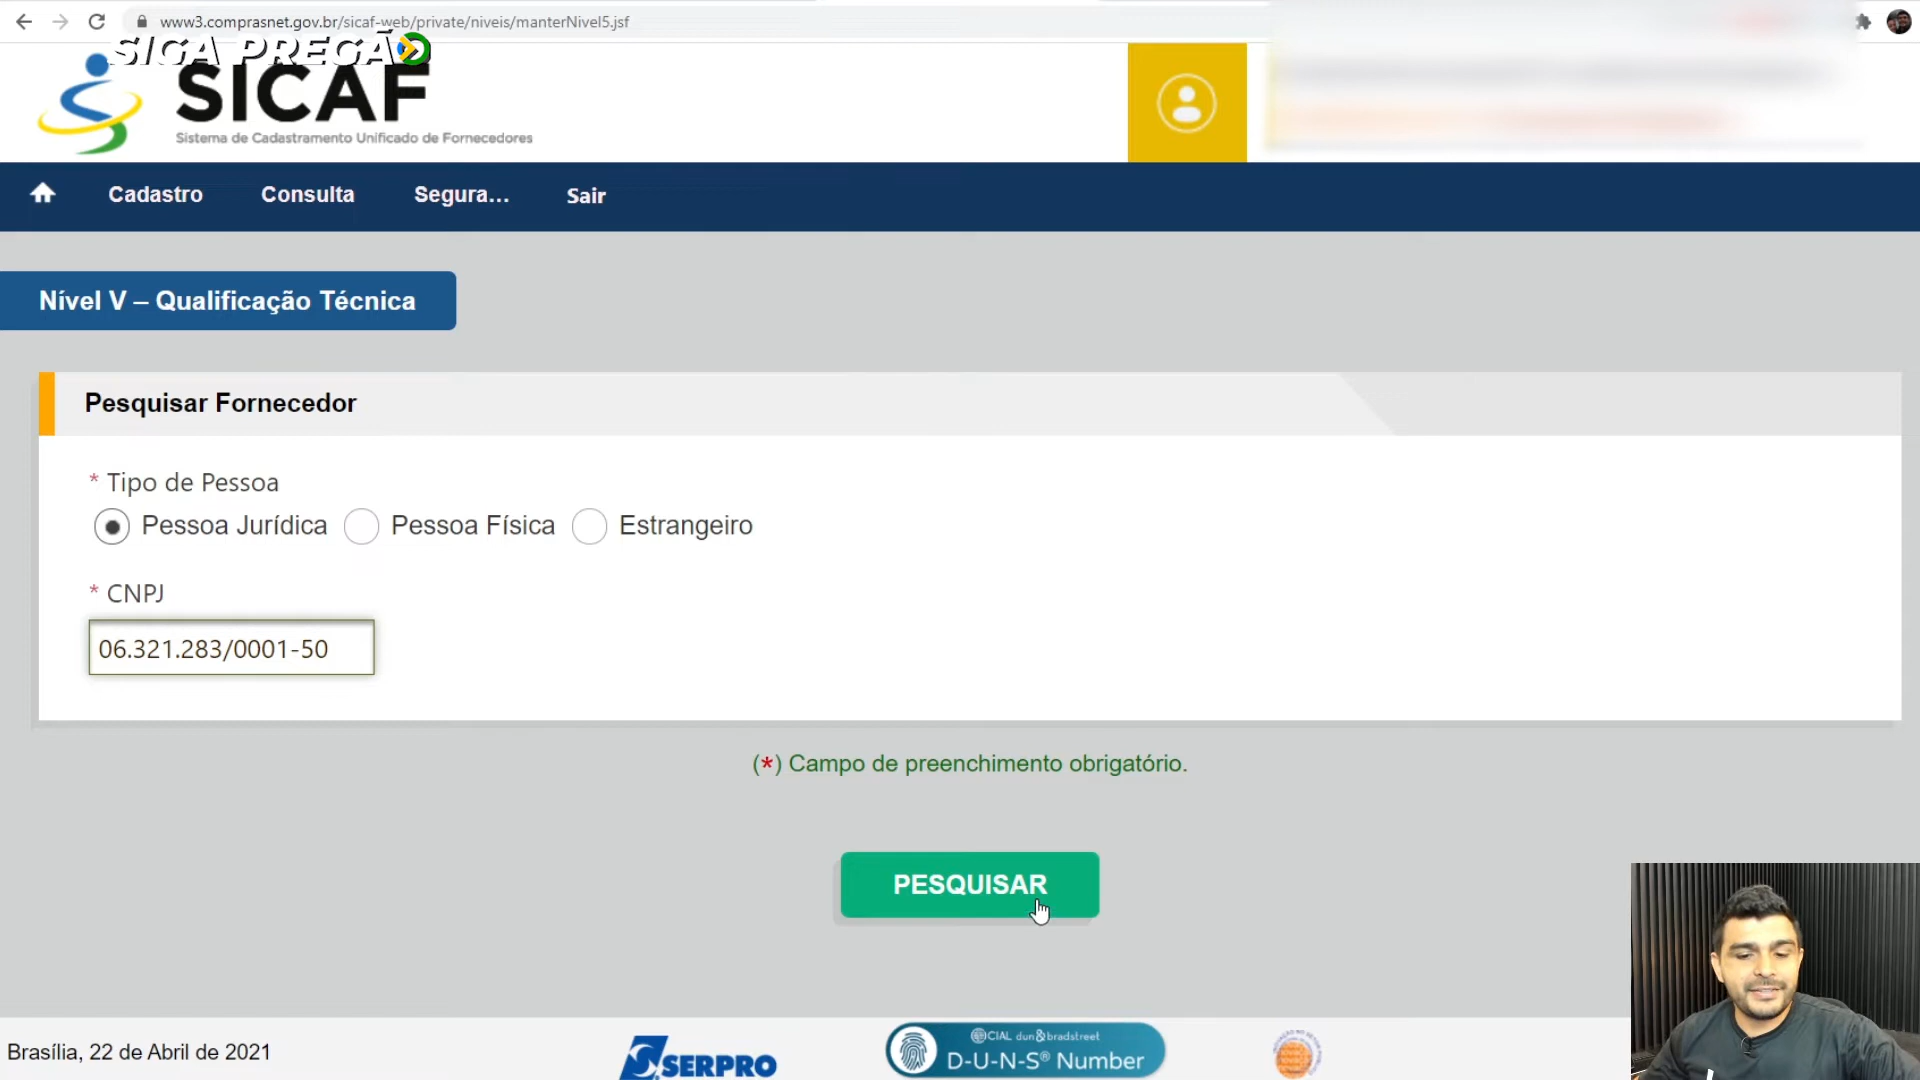 www3.comprasnet.gov.br/sicaf-web/private/niveis/manterNivel5.jsf
SIGA PREGÃO
SICAF
Sistema de Cadastramento Unificado de Fornecedores
Cadastro
Consulta
Segura...
Sair
Nível V – Qualificação Técnica
Pesquisar Fornecedor
* Tipo de Pessoa
Pessoa Jurídica
Pessoa Física
Estrangeiro
* CNPJ
06.321.283/0001-50
(*) Campo de preenchimento obrigatório.
PESQUISAR
Brasília, 22 de Abril de 2021
SERPRO
CIAL dun&bradstreet
D-U-N-S® Number